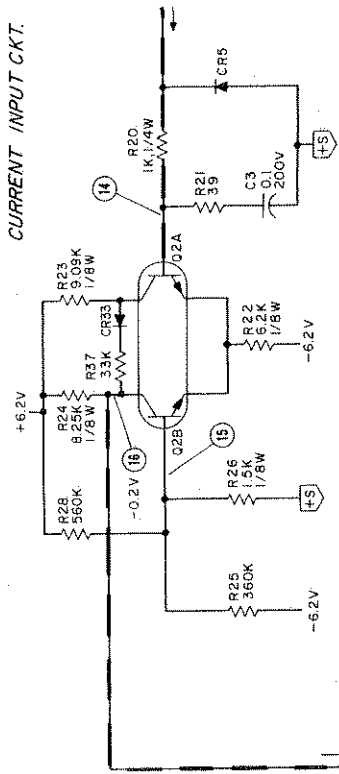 CURRENT INPUT CKT.
+6.2V
R28
560K
R24
8.25K
1/8W
R23
9.09K
1/8W
R37
33K
CR33
16
-0.2V
14
R20
1K,1/4W
Q2B
Q2A
15
R21
39
C3
0.1
200V
CR5
R25
360K
-6.2V
R26
1.5K
1/8W
+S
R22
6.2K
1/8W
-6.2V
+S